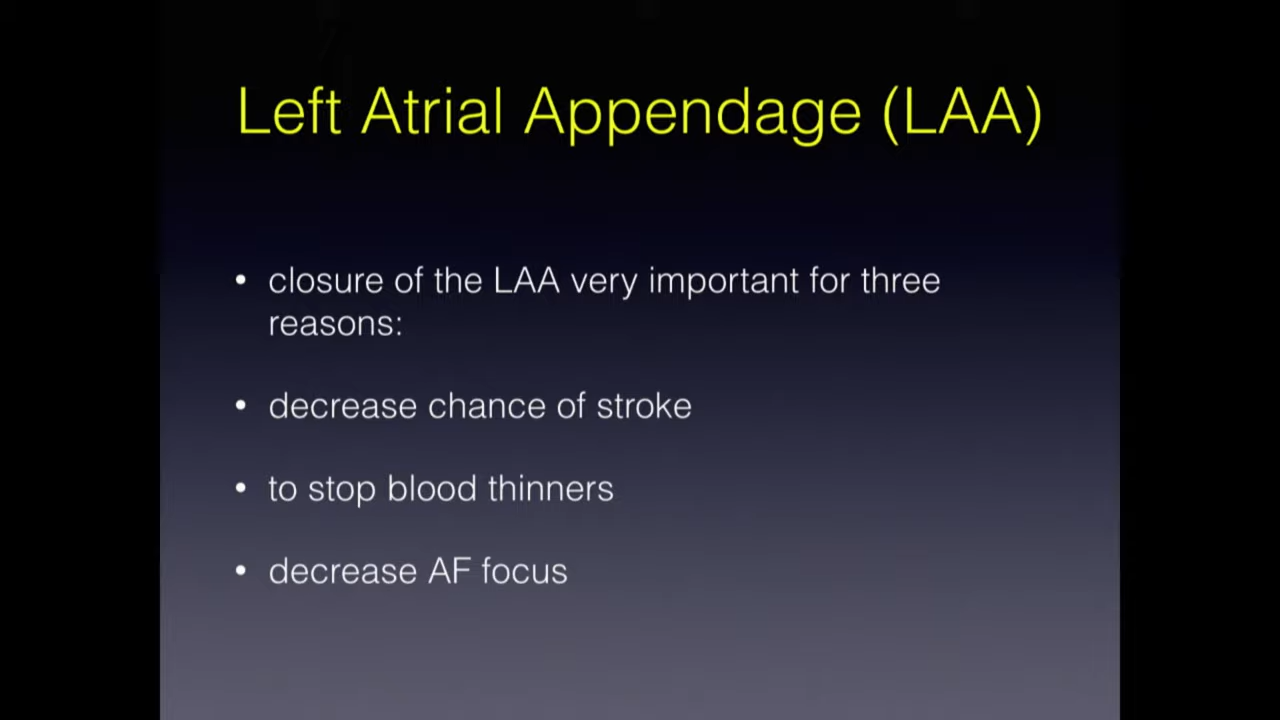 Left Atrial Appendage (LAA)
• closure of the LAA very important for three
reasons:
• decrease chance of stroke
• to stop blood thinners
• decrease AF focus